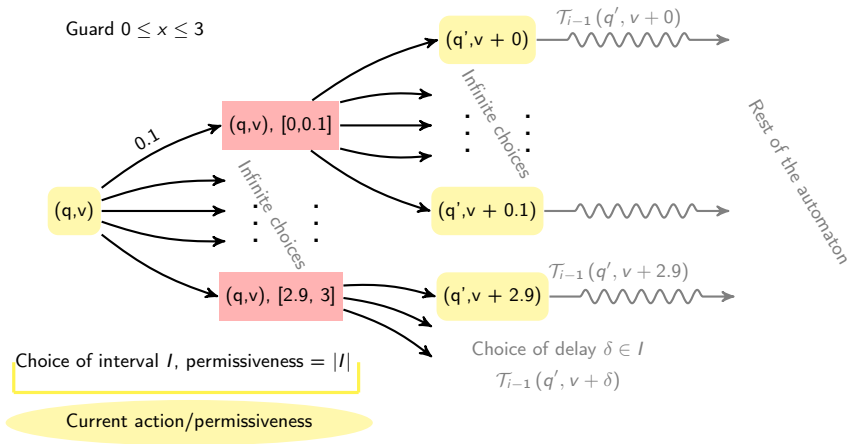 Guard 0 ≤ x ≤ 3
(q',v + 0)
𝒯ᵢ₋₁(q′, v + 0)
0.1
(q,v), [0,0.1]
Infinite choices
Infinite choices
Rest of the automaton
(q,v)
(q',v + 0.1)
(q,v), [2.9, 3]
(q',v + 2.9)
𝒯ᵢ₋₁(q′, v + 2.9)
Choice of interval I, permissiveness = |I|
Choice of delay δ ∈ I
𝒯ᵢ₋₁(q′, v + δ)
Current action/permissiveness